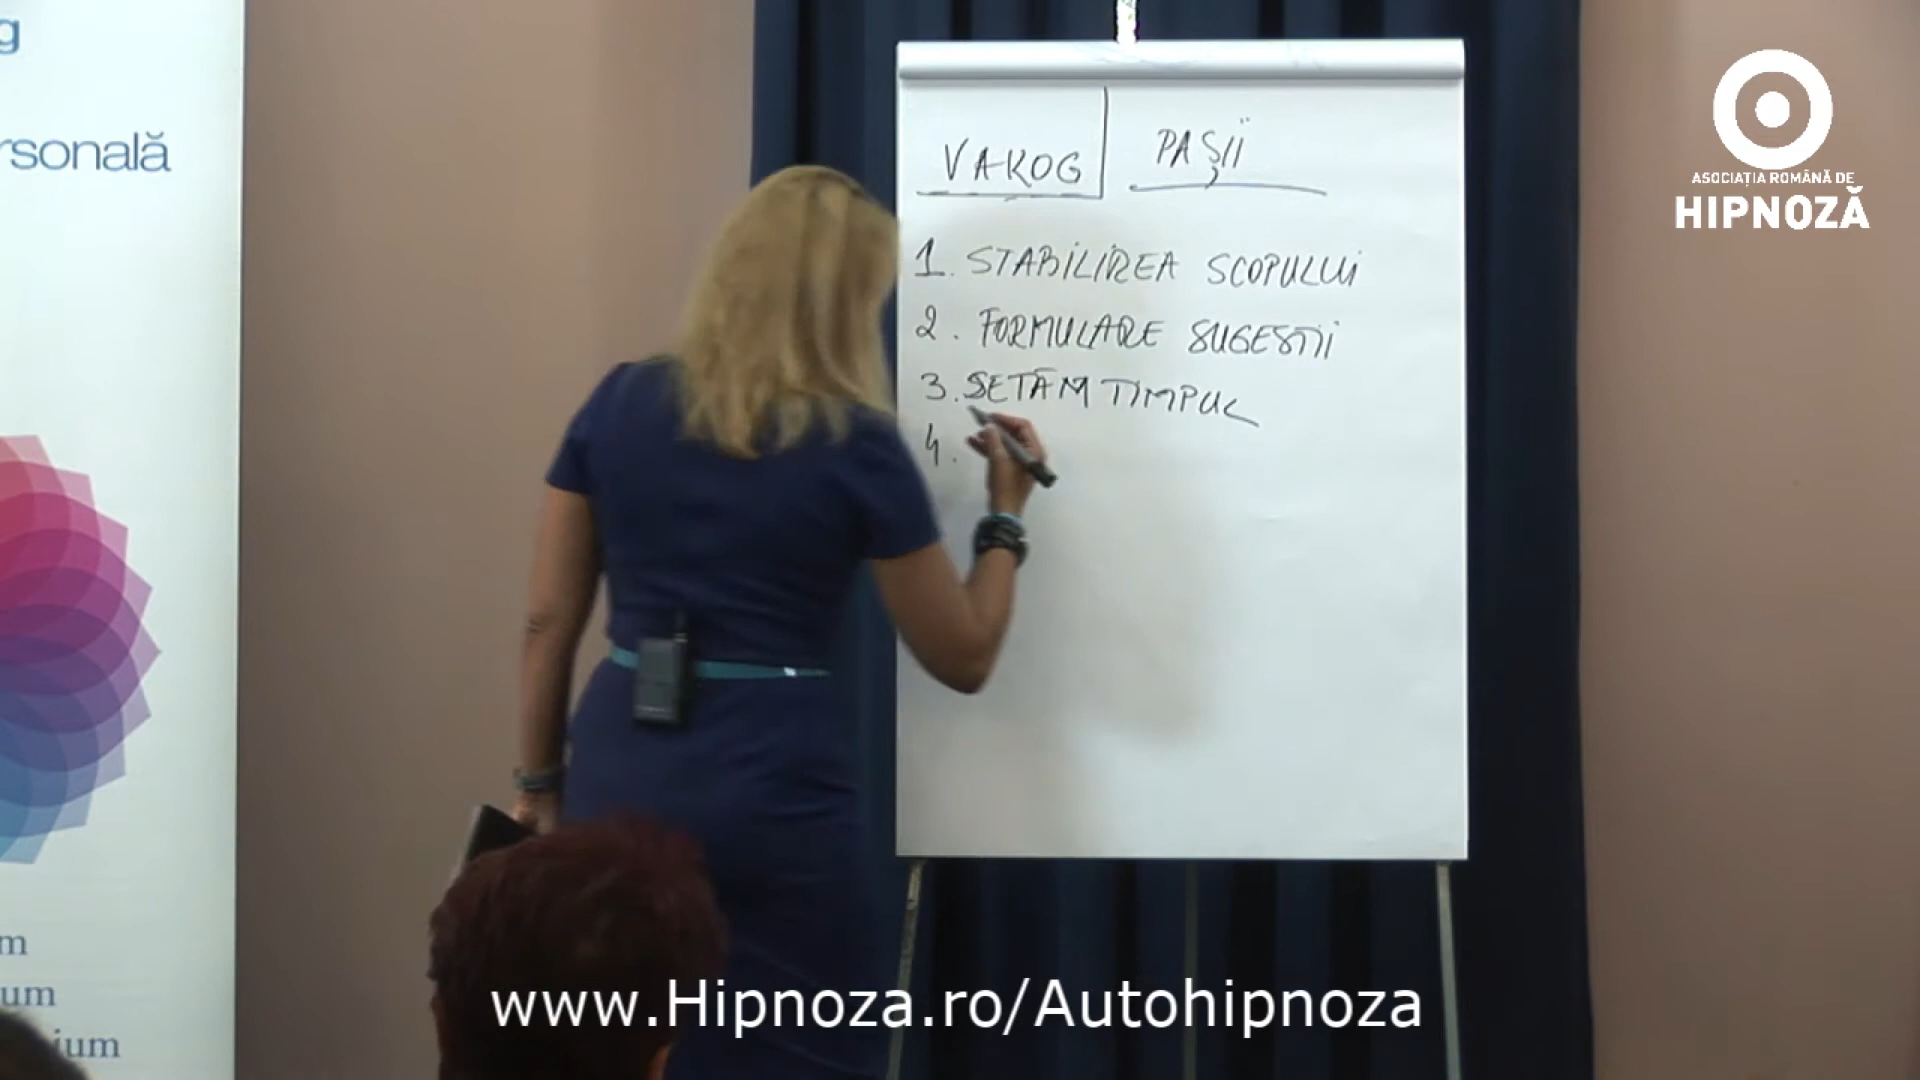 g
rsonală
VAKOG
PAȘII
1. STABILIREA SCOPULUI
2. FORMULARE SUGESTII
3. SETĂM TIMPUL
4.
ASOCIAȚIA ROMÂNĂ DE
HIPNOZĂ
m
um
ium
www.Hipnoza.ro/Autohipnoza